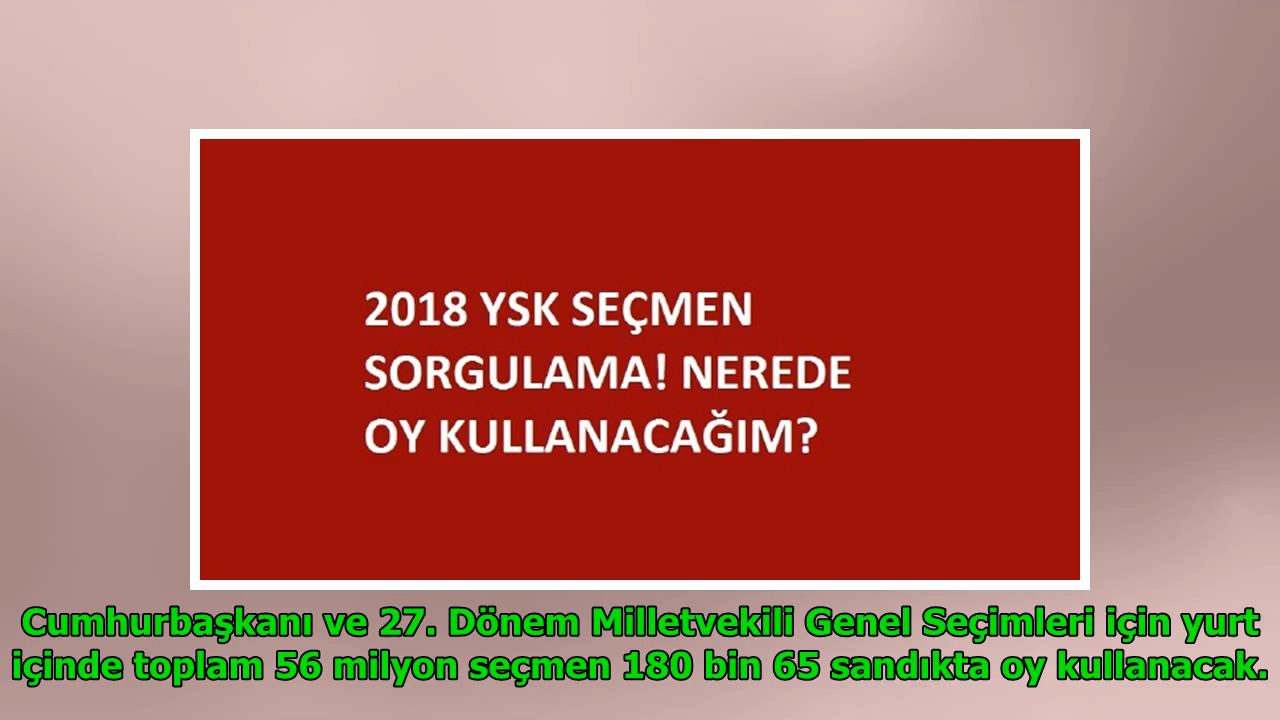 2018 YSK SEÇMEN
SORGULAMA! NEREDE
OY KULLANACAĞIM?
Cumhurbaşkanı ve 27. Dönem Milletvekili Genel Seçimleri için yurt
içinde toplam 56 milyon seçmen 180 bin 65 sandıkta oy kullanacak.